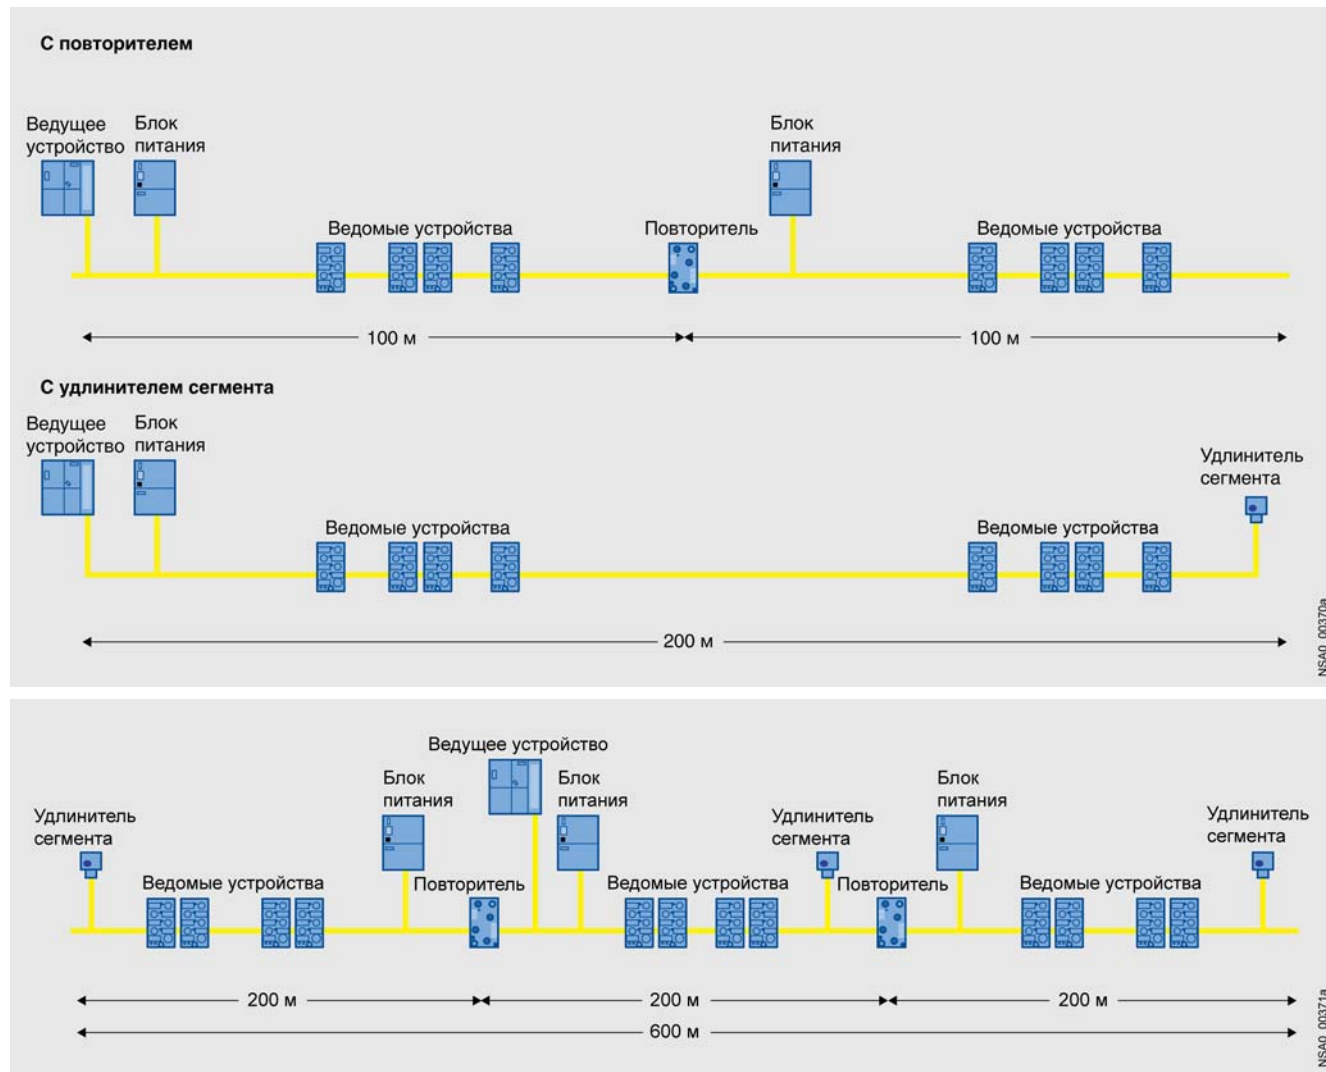 С повторителем
Ведущее
устройство
Блок
питания
Блок
питания
Ведомые устройства
Повторитель
Ведомые устройства
100 м
100 м
С удлинителем сегмента
Ведущее
устройство
Блок
питания
Удлинитель
сегмента
Ведомые устройства
Ведомые устройства
200 м
NSA0_00370a
Ведущее устройство
Блок
питания
Блок
питания
Блок
питания
Удлинитель
сегмента
Удлинитель
сегмента
Удлинитель
сегмента
Ведомые устройства
Повторитель
Ведомые устройства
Повторитель
Ведомые устройства
200 м
200 м
200 м
600 м
NSA0_00371a